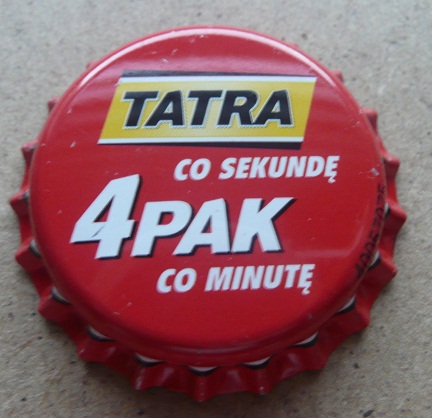 TATRA
CO SEKUNDĘ
4PAK
CO MINUTĘ